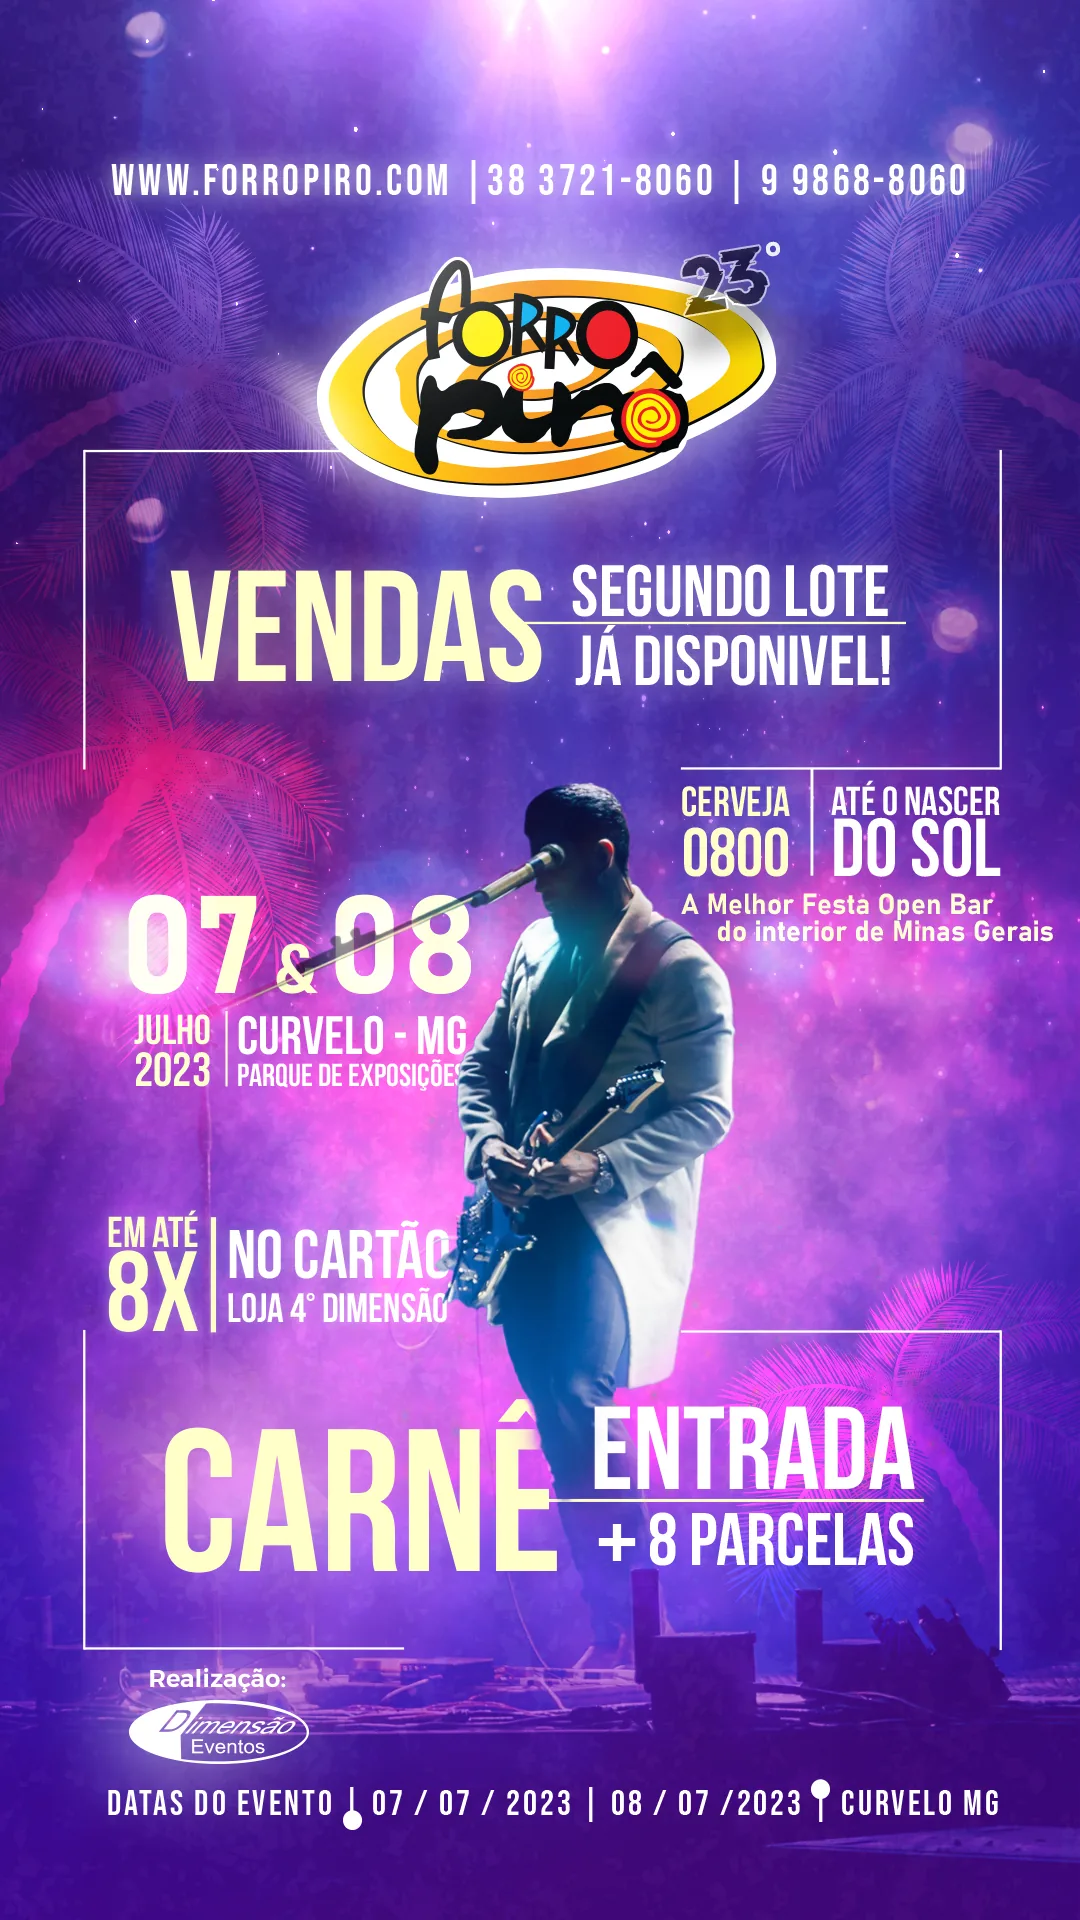 WWW.FORROPIRO.COM | 38 3721-8060 | 9 9868-8060
23°
forro
pirô
VENDAS
SEGUNDO LOTE
JÁ DISPONIVEL!
CERVEJA
0800
ATÉ O NASCER
DO SOL
A Melhor Festa Open Bar
do interior de Minas Gerais
07 & 08
JULHO
2023
CURVELO - MG
PARQUE DE EXPOSIÇÕES
EM ATÉ
8X
NO CARTÃO
LOJA 4° DIMENSÃO
CARNÊ
ENTRADA
+ 8 PARCELAS
Realização:
Dimensão
Eventos
DATAS DO EVENTO | 07 / 07 / 2023 | 08 / 07 /2023 | CURVELO MG